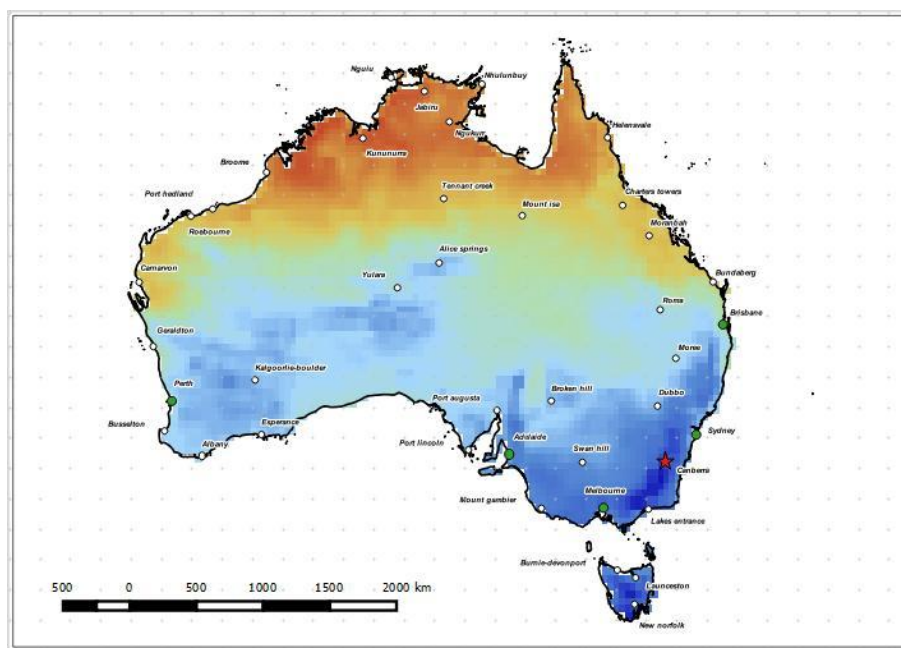 Nguiu
Nhulunbuy
Jabiru
Ngukurr
Helensvale
Kununurra
Broome
Tennant creek
Charters towers
Port hedland
Mount isa
Roebourne
Moranbah
Alice springs
Carnarvon
Yulara
Bundaberg
Roma
Brisbane
Geraldton
Moree
Kalgoorlie-boulder
Perth
Port augusta
Broken hill
Dubbo
Busselton
Esperance
Sydney
Albany
Port lincoln
Adelaide
Swan hill
Canberra
Melbourne
Mount gambier
Lakes entrance
Burnie-devonport
500 0 500 1000 1500 2000 km
Launceston
New norfolk